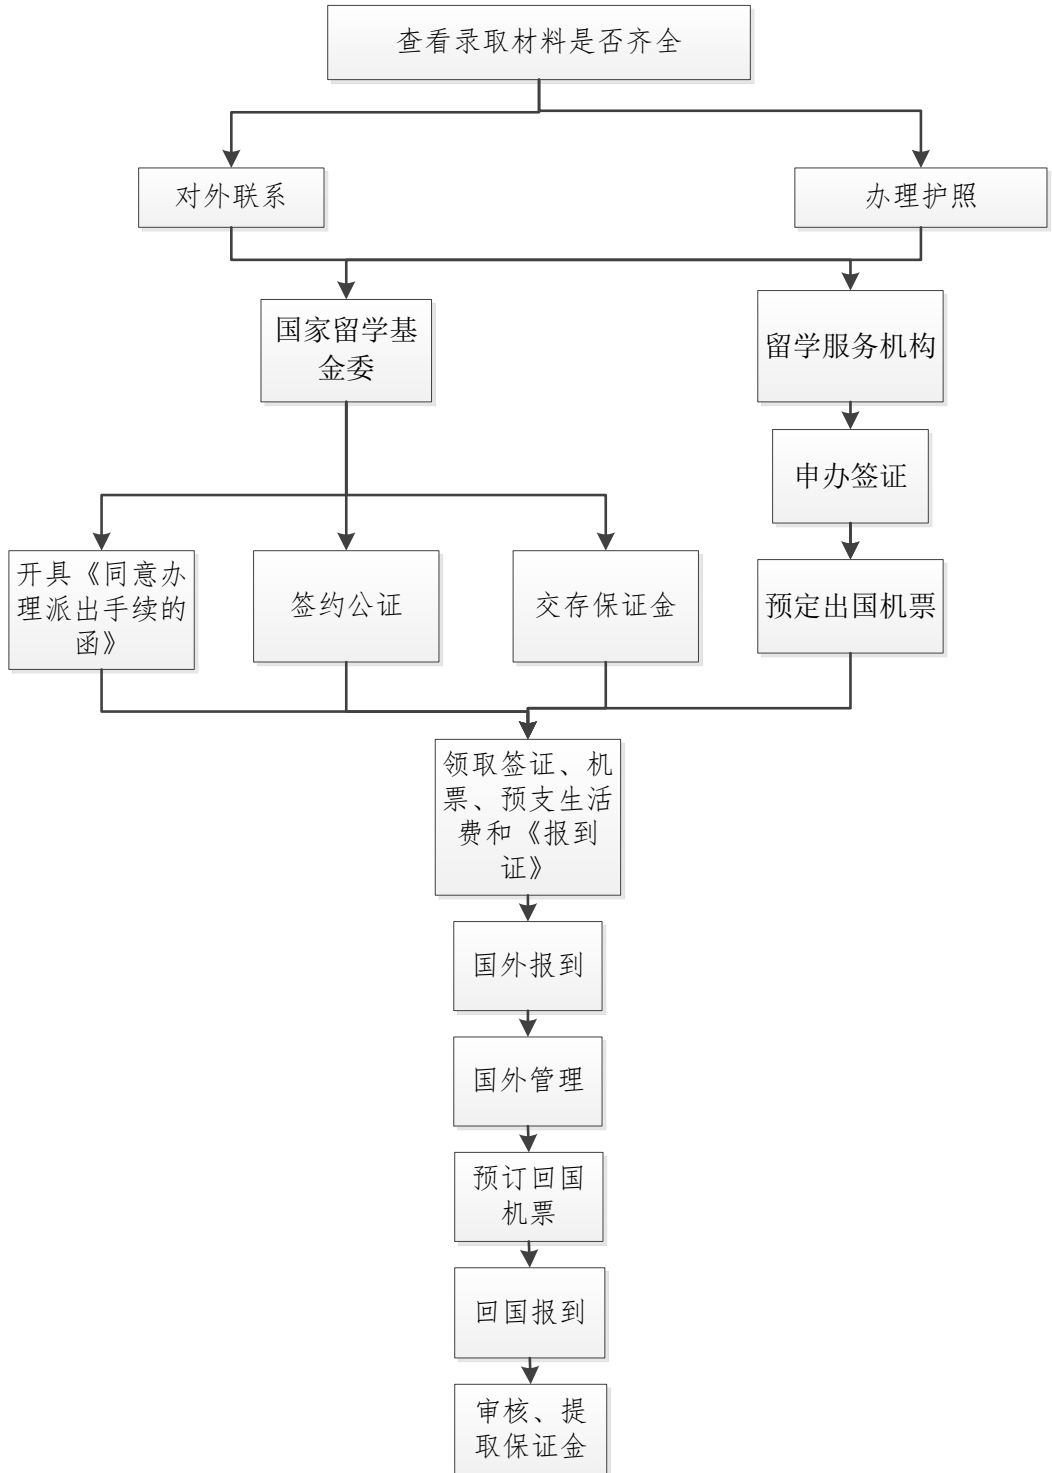 查看录取材料是否齐全
对外联系
办理护照
国家留学基
金委
留学服务机构
申办签证
开具《同意办
理派出手续的
函》
签约公证
交存保证金
预定出国机票
领取签证、机
票、预支生活
费和《报到
证》
国外报到
国外管理
预订回国
机票
回国报到
审核、提
取保证金